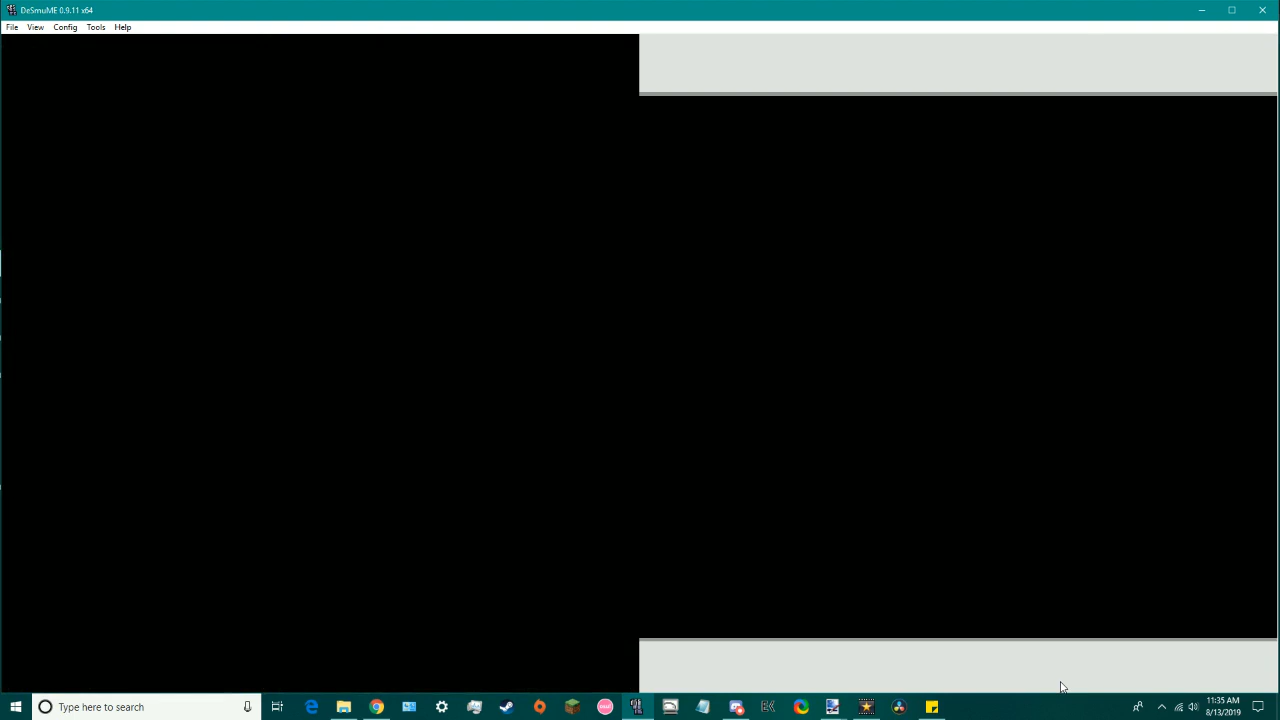 DeSmuME 0.9.11 x64
File View Config Tools Help
Type here to search
11:35 AM
8/13/2019